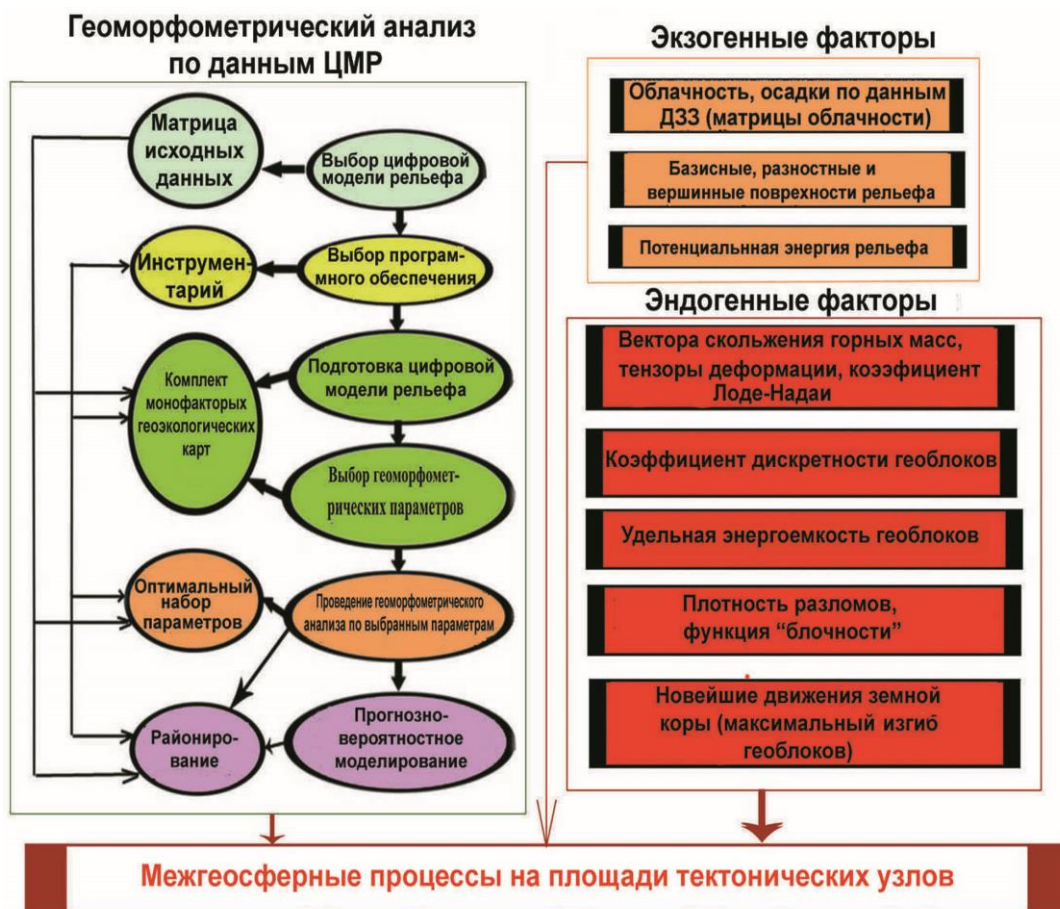 Геоморфометрический анализ
по данным ЦМР
Матрица
исходных
данных
Выбор цифровой
модели рельефа
Инструмен-
тарий
Выбор програм-
много обеспечения
Комплект
монофакторых
геоэкологических
карт
Подготовка цифровой
модели рельефа
Выбор геоморфомет-
рических параметров
Оптимальный
набор
параметров
Проведение геоморфометрического
анализа по выбранным параметрам
Райониро-
вание
Прогнозно-
вероятностное
моделирование
Экзогенные факторы
Облачность, осадки по данным
ДЗЗ (матрицы облачности)
Базисные, разностные и
вершинные поврехности рельефа
Потенциальнная энергия рельефа
Эндогенные факторы
Вектора скольжения горных масс,
тензоры деформации, коээфициент
Лоде-Надаи
Коэффициент дискретности геоблоков
Удельная энергоемкость геоблоков
Плотность разломов,
функция “блочности”
Новейшие движения земной
коры (максимальный изгиб
геоблоков)
Межгеосферные процессы на площади тектонических узлов